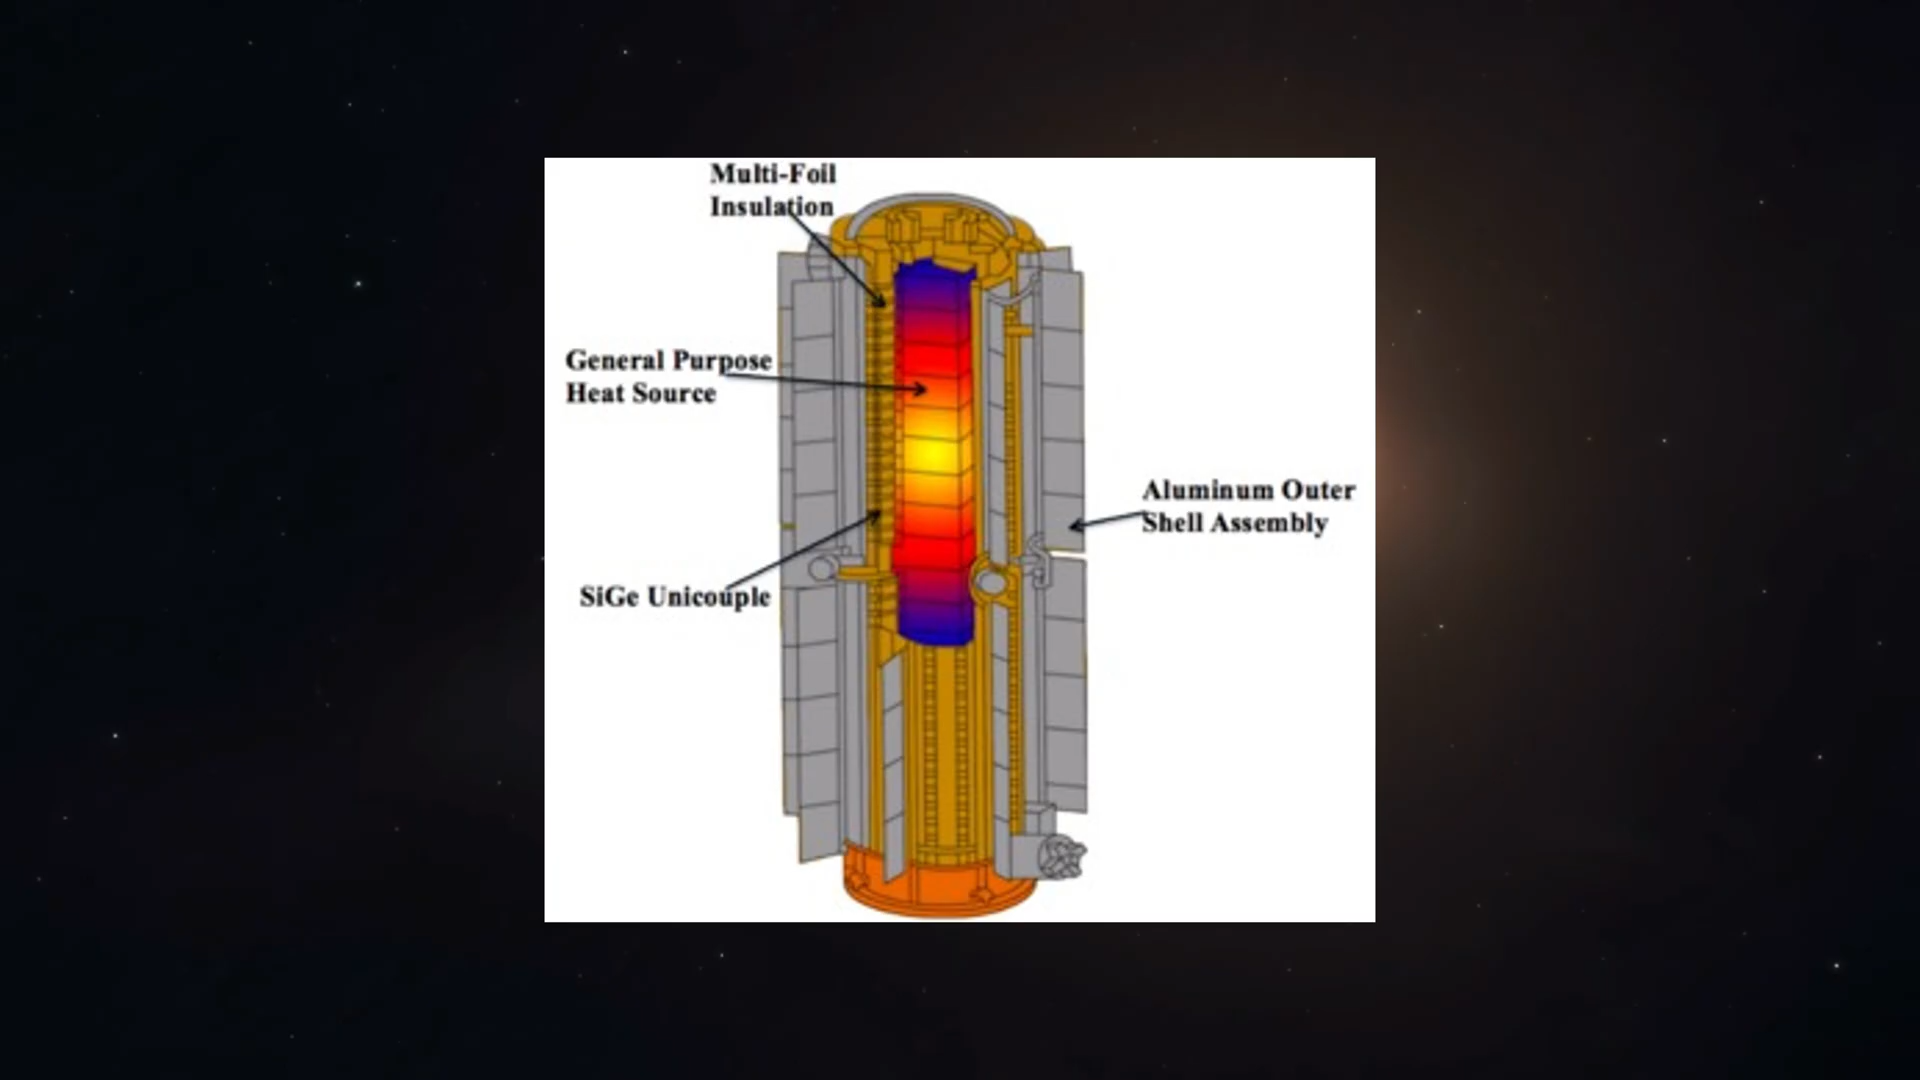 Multi-Foil
Insulation
General Purpose
Heat Source
Aluminum Outer
Shell Assembly
SiGe Unicouple